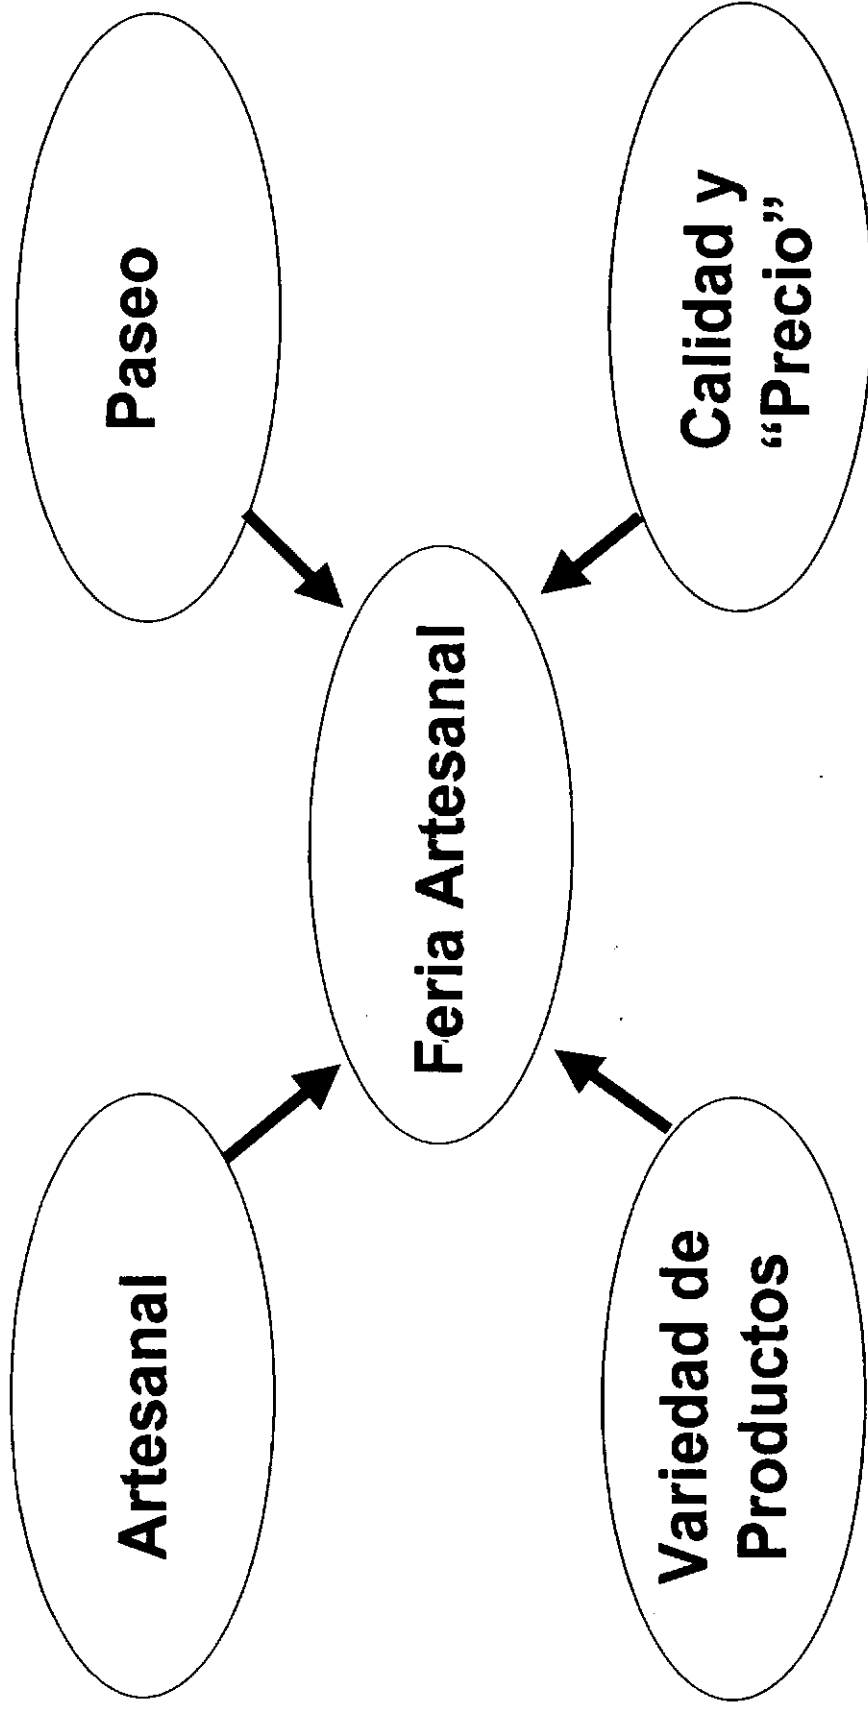 Artesanal
Paseo
Feria Artesanal
Variedad de
Productos
Calidad y
“Precio”